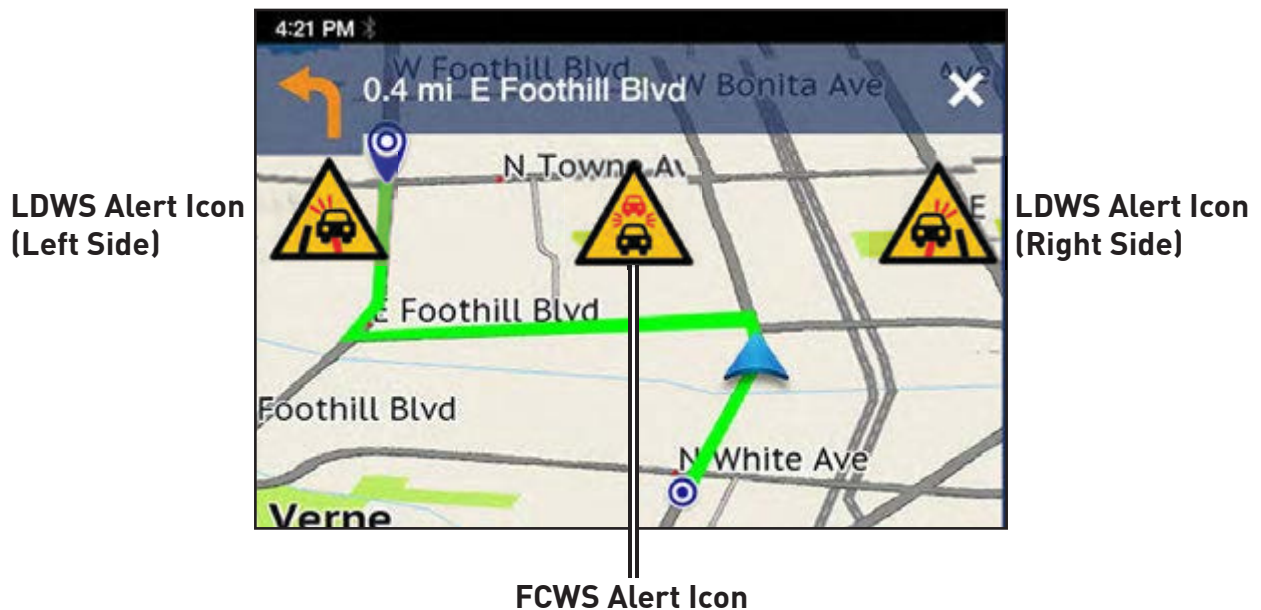 4:21 PM
W Foothill Blvd
W Bonita Ave
Ave
0.4 mi E Foothill Blvd
N Towne Av
LDWS Alert Icon
(Left Side)
E
LDWS Alert Icon
(Right Side)
E Foothill Blvd
Foothill Blvd
N White Ave
Verne
FCWS Alert Icon